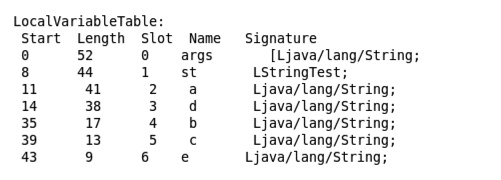 LocalVariableTable:
Start Length Slot Name Signature
0 52 0 args [Ljava/lang/String;
8 44 1 st LStringTest;
11 41 2 a Ljava/lang/String;
14 38 3 d Ljava/lang/String;
35 17 4 b Ljava/lang/String;
39 13 5 c Ljava/lang/String;
43 9 6 e Ljava/lang/String;